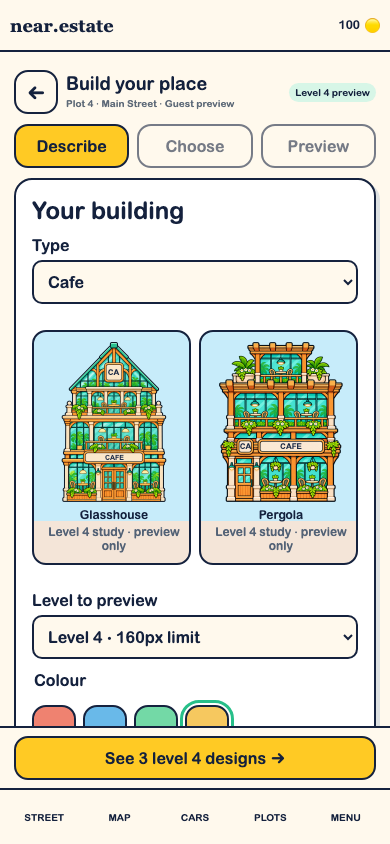 near.estate
100
Build your place
Plot 4 · Main Street · Guest preview
Level 4 preview
Describe
Choose
Preview
Your building
Type
Cafe
CA
CAFE
CA
CAFE
Glasshouse
Level 4 study · preview
only
Pergola
Level 4 study · preview
only
Level to preview
Level 4 · 160px limit
Colour
See 3 level 4 designs →
STREET
MAP
CARS
PLOTS
MENU